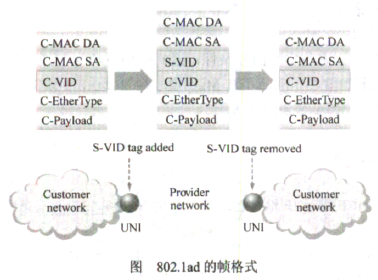 C-MAC DA
C-MAC SA
C-VID
C-EtherType
C-Payload
C-MAC DA
C-MAC SA
S-VID
C-VID
C-EtherType
C-Payload
C-MAC DA
C-MAC SA
C-VID
C-EtherType
C-Payload
S-VID tag added
S-VID tag removed
Customer
network
UNI
Provider
network
UNI
Customer
network
图 802.1ad 的帧格式